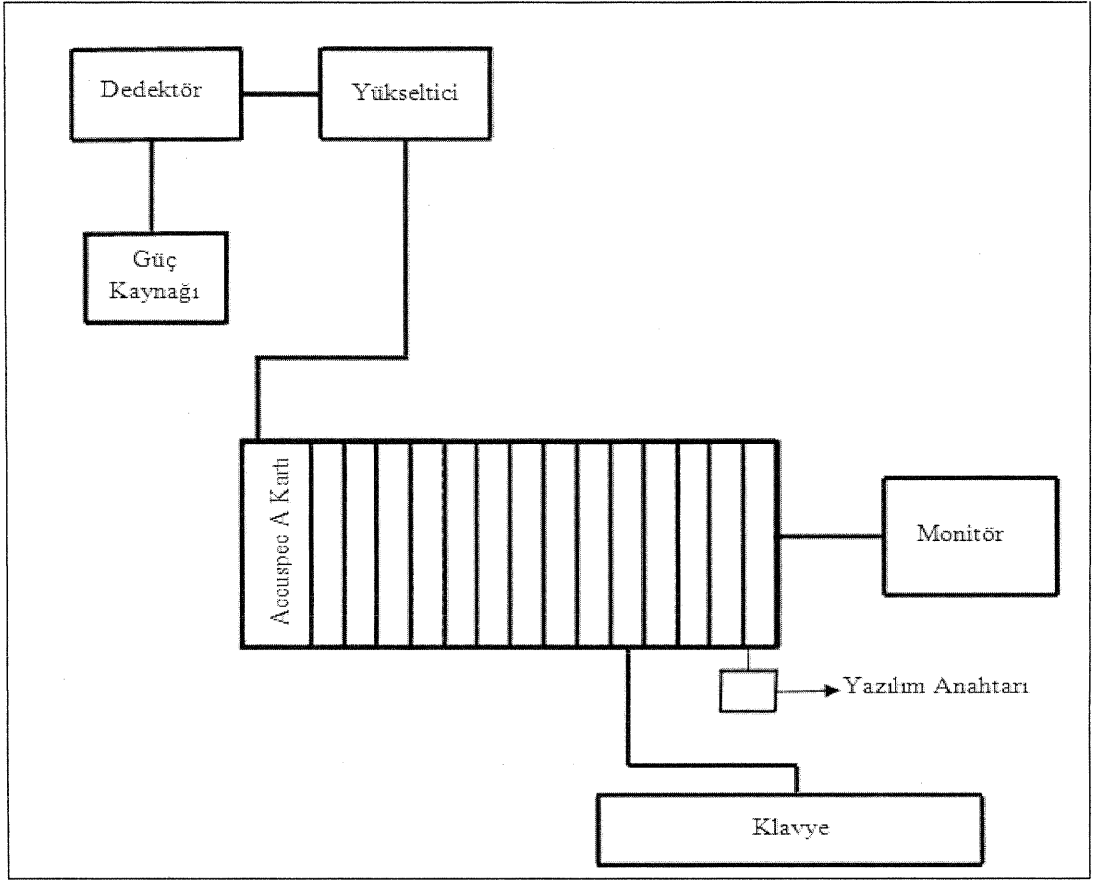 Dedektör
Yükseltici
Güç
Kaynağı
Accuspec A Kartı
Monitör
Yazılım Anahtarı
Klavye